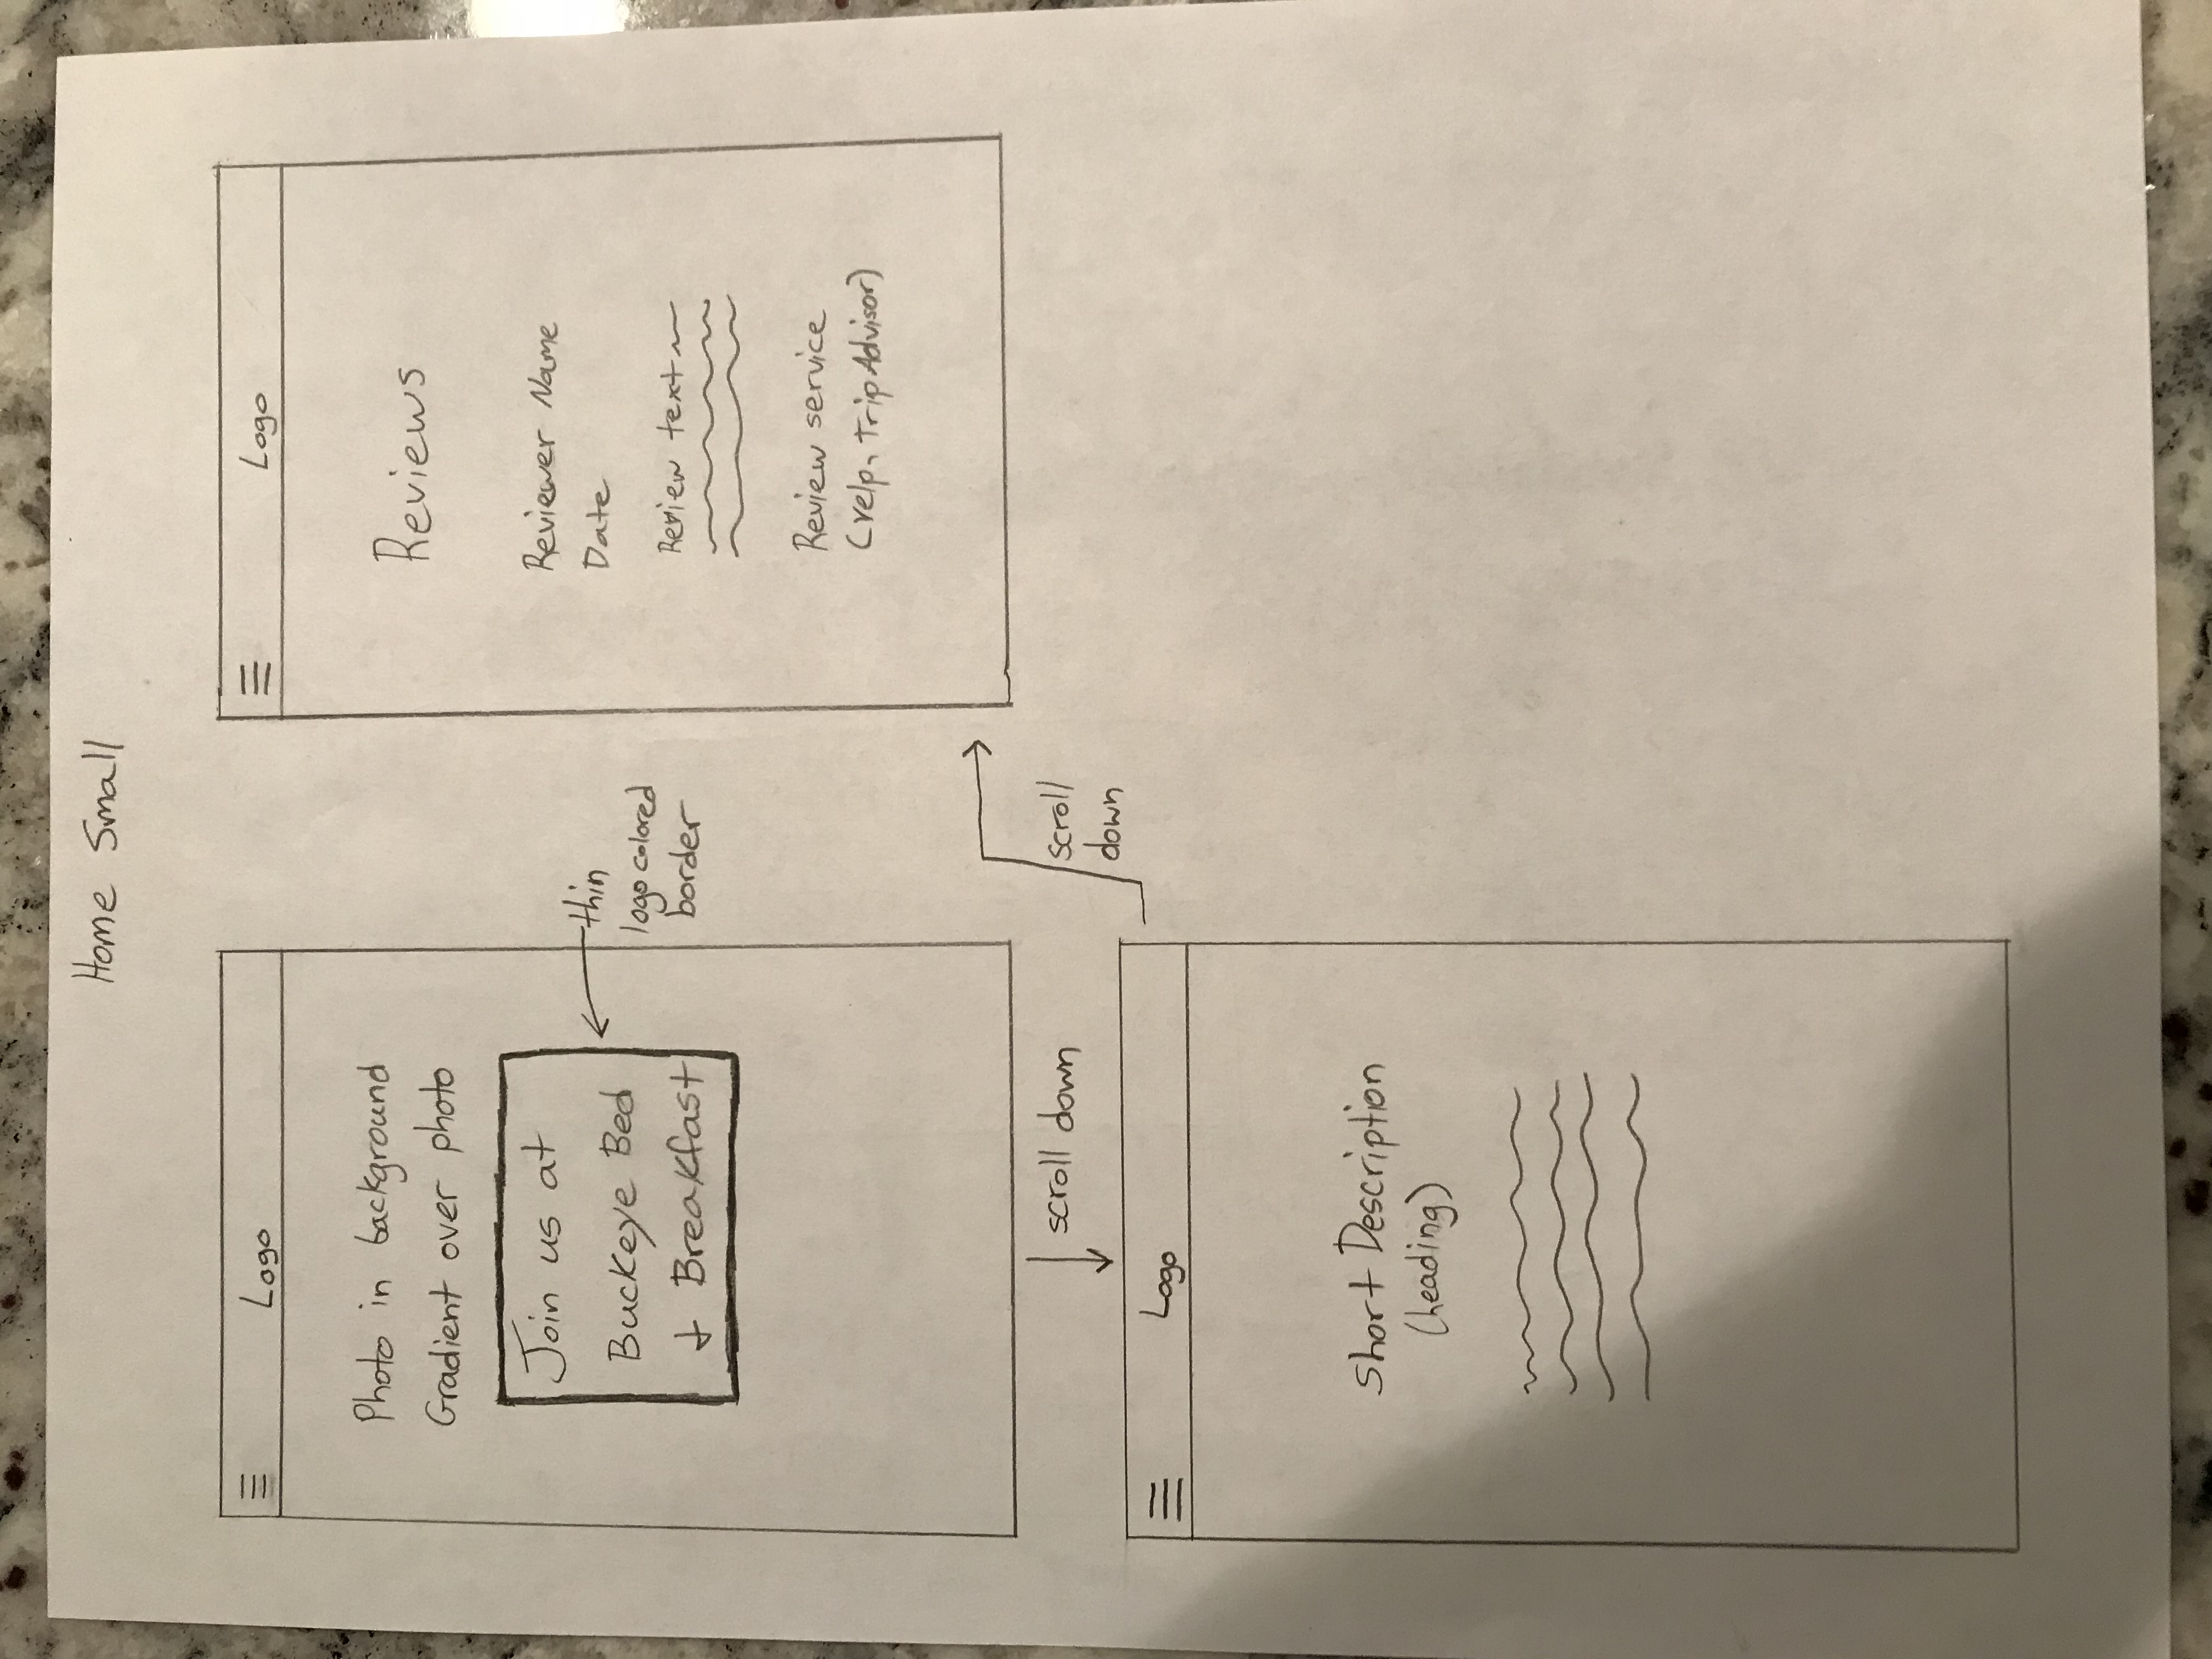 Home Small
Logo
Photo in background
Gradient over photo
Join us at
Buckeye Bed
+ Breakfast
thin
logo colored
border
scroll down
Logo
Short Description
(heading)
scroll
down
Logo
Reviews
Reviewer Name
Date
Review text
Review service
(Yelp, Trip Advisor)